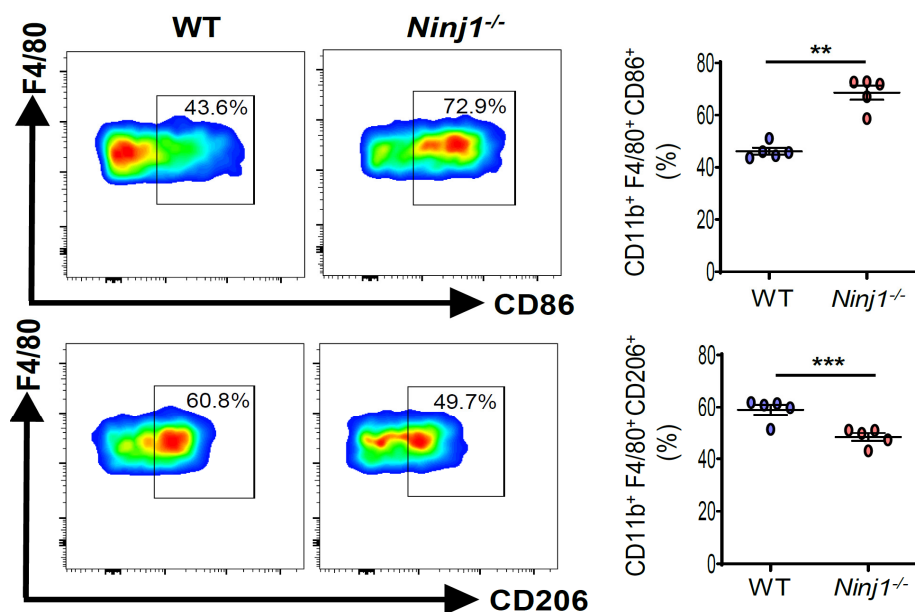 WT
Ninj1-/-
F4/80
43.6%
72.9%
CD86
CD11b+ F4/80+ CD86+
(%)
80
60
40
20
0
**
WT
Ninj1-/-
F4/80
60.8%
49.7%
CD206
CD11b+ F4/80+ CD206+
(%)
80
60
40
20
0
***
WT
Ninj1-/-